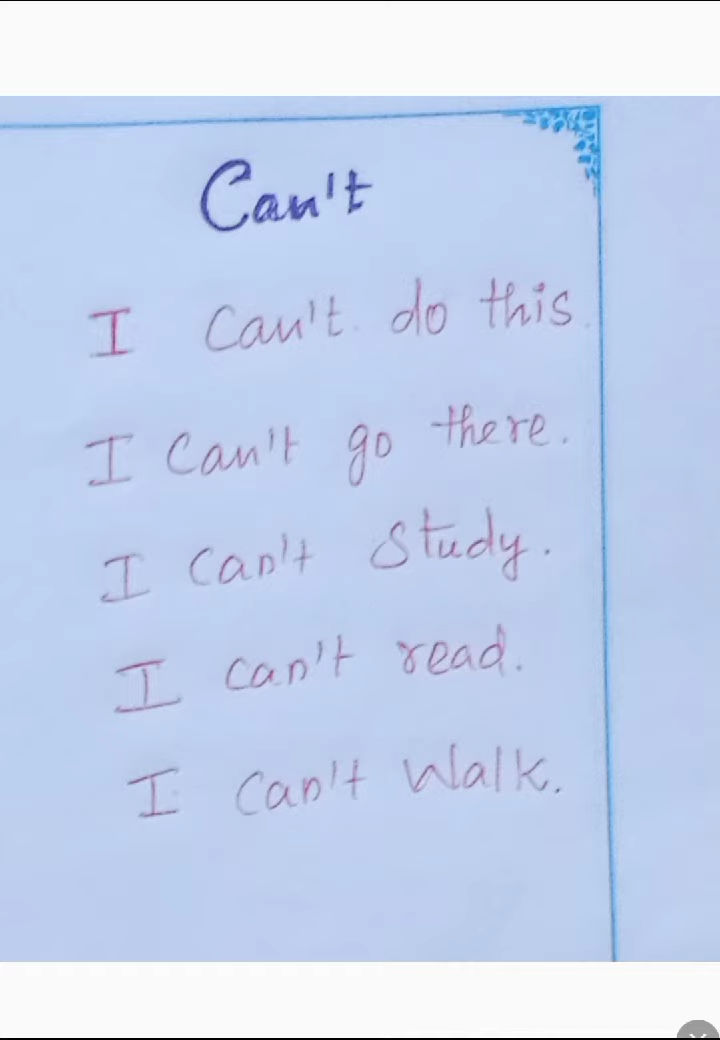 Can't
I Can't do this.
I Can't go there.
I Can't Study.
I can't read.
I Can't Walk.